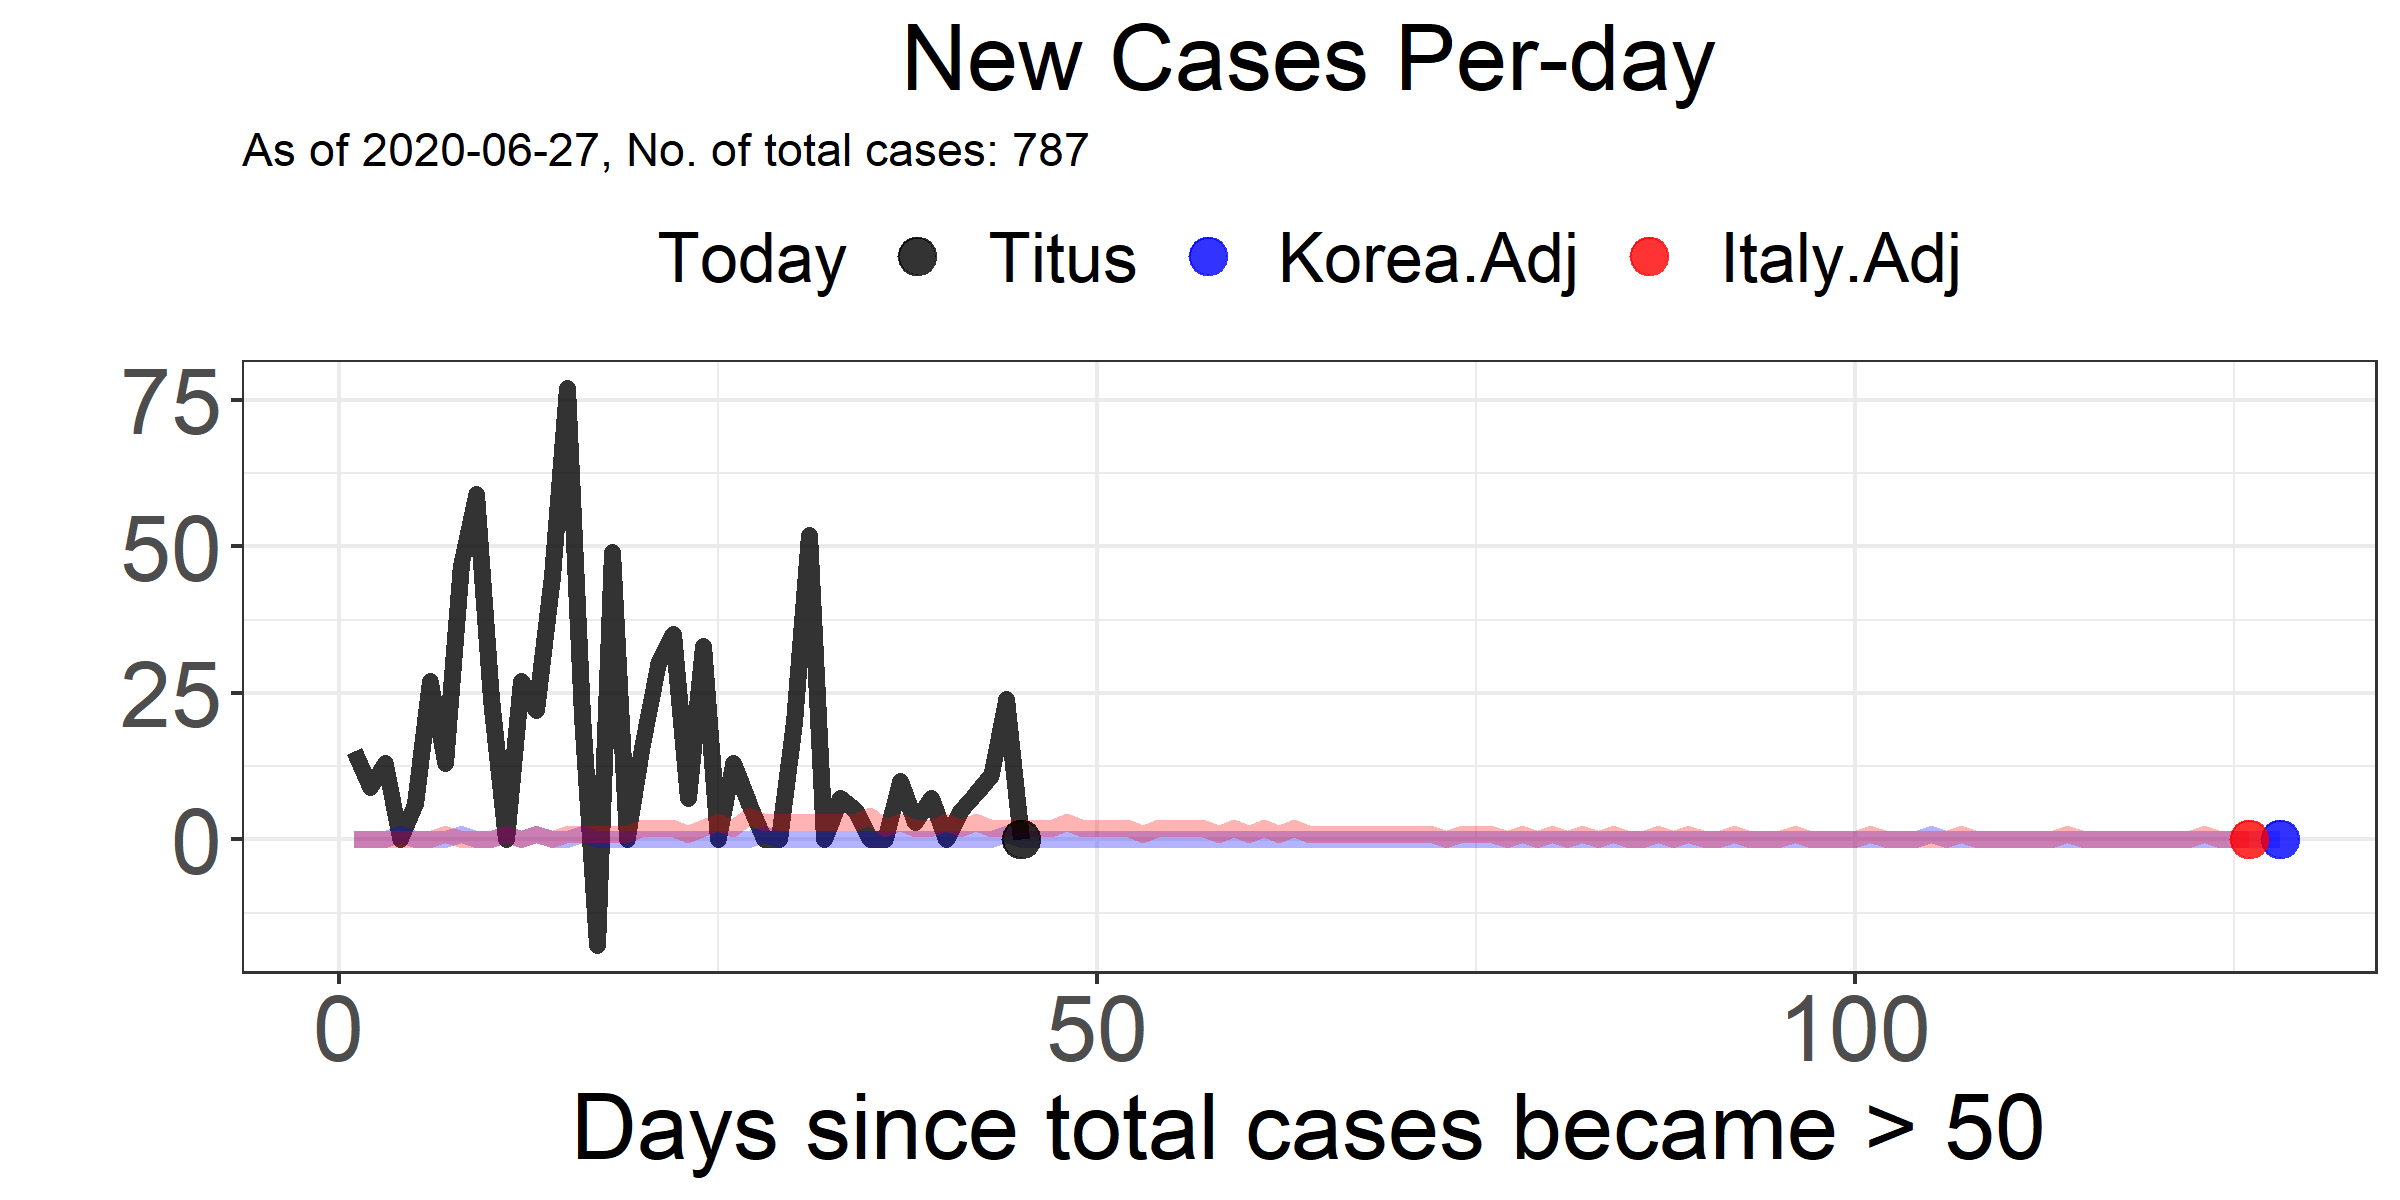 New Cases Per-day
As of 2020-06-27, No. of total cases: 787
Today Titus Korea.Adj Italy.Adj
75
50
25
0
0 50 100
Days since total cases became > 50